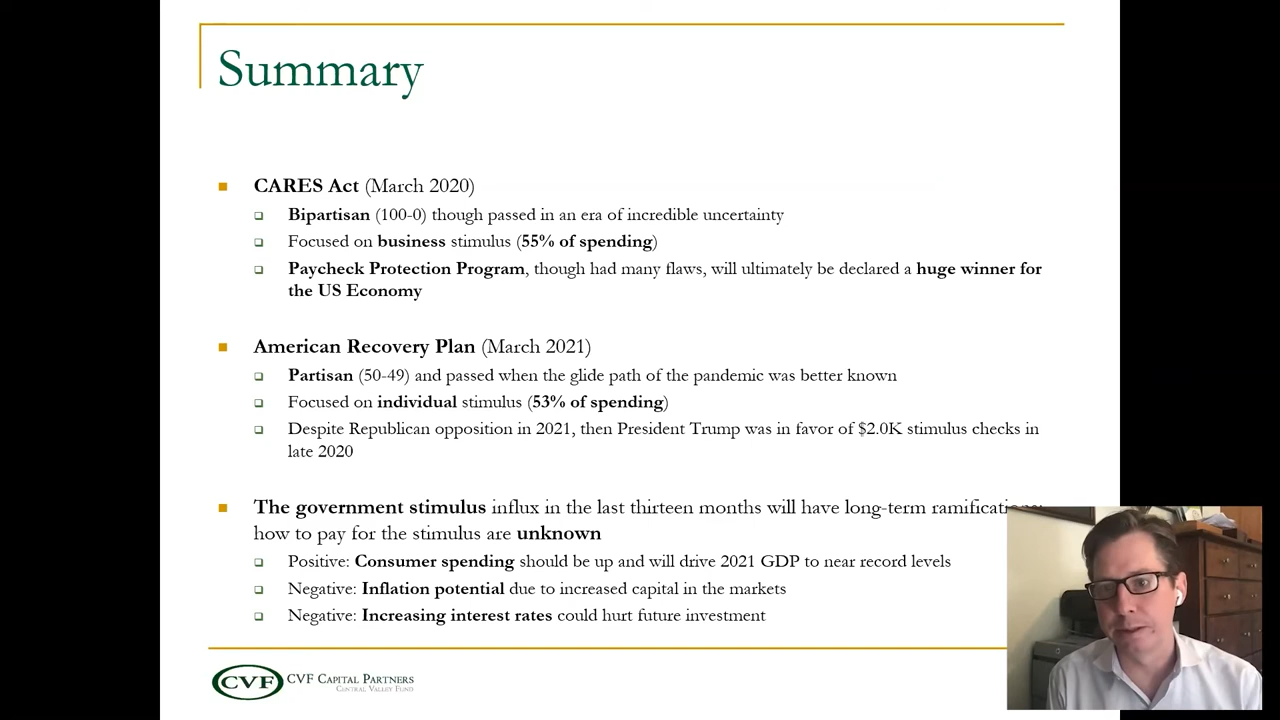 Summary
CARES Act (March 2020)
Bipartisan (100-0) though passed in an era of incredible uncertainty
Focused on business stimulus (55% of spending)
Paycheck Protection Program, though had many flaws, will ultimately be declared a huge winner for
the US Economy
American Recovery Plan (March 2021)
Partisan (50-49) and passed when the glide path of the pandemic was better known
Focused on individual stimulus (53% of spending)
Despite Republican opposition in 2021, then President Trump was in favor of $2.0K stimulus checks in
late 2020
The government stimulus influx in the last thirteen months will have long-term
how to pay for the stimulus are unknown
Positive: Consumer spending should be up and will drive 2021 GDP to near record levels
Negative: Inflation potential due to increased capital in the markets
Negative: Increasing interest rates could hurt future investment
CVF CVF CAPITAL PARTNERS
CENTRAL VALLEY FUND